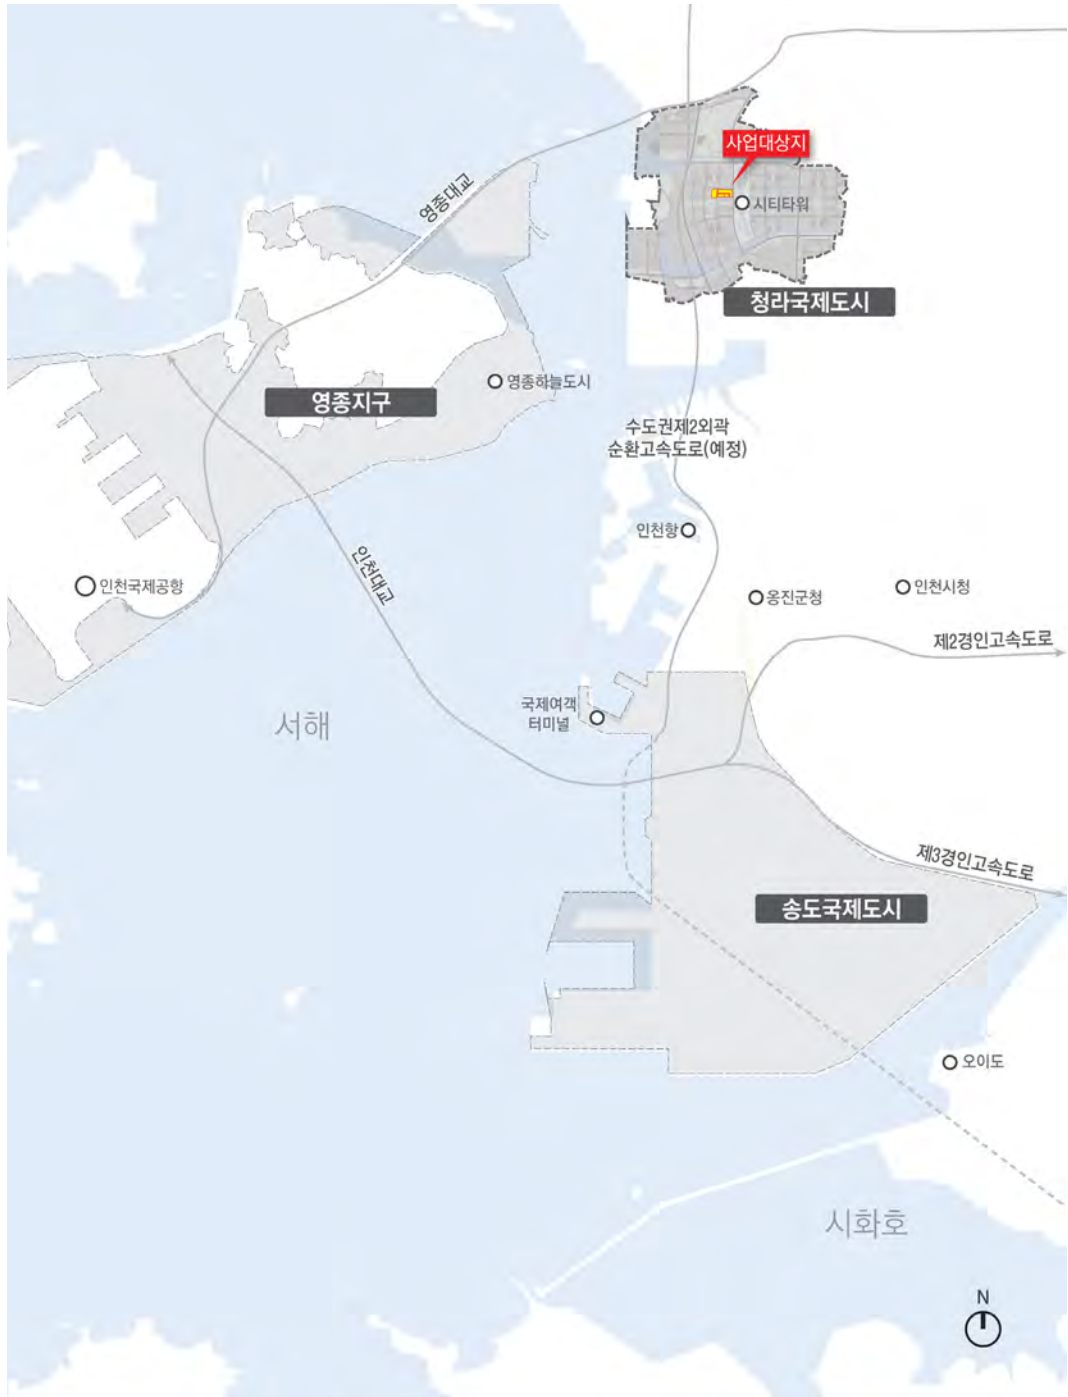 사업대상지
영종대교
시티타워
청라국제도시
영종하늘도시
영종지구
수도권제2외곽
순환고속도로(예정)
인천항
인천대교
인천국제공항
옹진군청
인천시청
제2경인고속도로
국제여객
터미널
서해
제3경인고속도로
송도국제도시
오이도
시화호
N